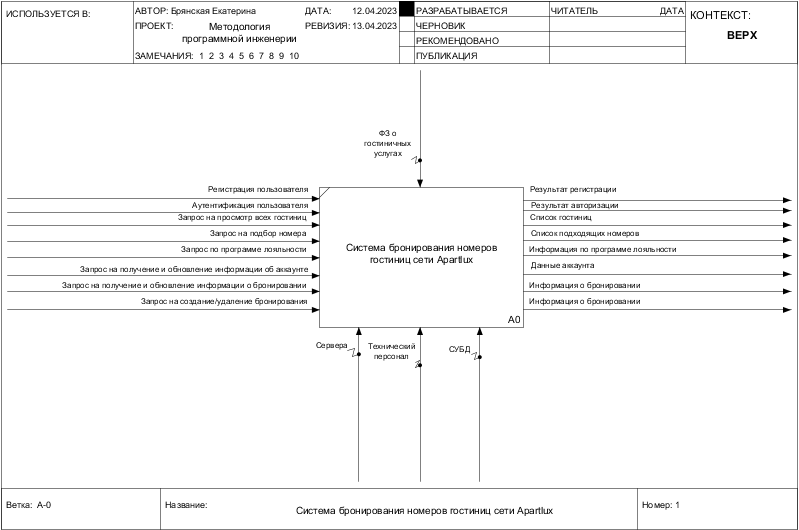 ИСПОЛЬЗУЕТСЯ В:
АВТОР: Брянская Екатерина
ДАТА: 12.04.2023
ПРОЕКТ: Методология
программной инженерии
РЕВИЗИЯ: 13.04.2023
ЗАМЕЧАНИЯ: 1 2 3 4 5 6 7 8 9 10
РАЗРАБАТЫВАЕТСЯ
ЧЕРНОВИК
РЕКОМЕНДОВАНО
ПУБЛИКАЦИЯ
ЧИТАТЕЛЬ ДАТА
КОНТЕКСТ:
ВЕРХ
ФЗ о
гостиничных
услугах
Регистрация пользователя
Аутентификация пользователя
Запрос на просмотр всех гостиниц
Запрос на подбор номера
Запрос по программе лояльности
Запрос на получение и обновление информации об аккаунте
Запрос на получение и обновление информации о бронировании
Запрос на создание/удаление бронирования
Система бронирования номеров
гостиниц сети Apartlux
A0
Результат регистрации
Результат авторизации
Список гостиниц
Список подходящих номеров
Информация по программе лояльности
Данные аккаунта
Информация о бронировании
Информация о бронировании
Сервера
Технический
персонал
СУБД
Ветка: A-0
Название:
Система бронирования номеров гостиниц сети Apartlux
Номер: 1